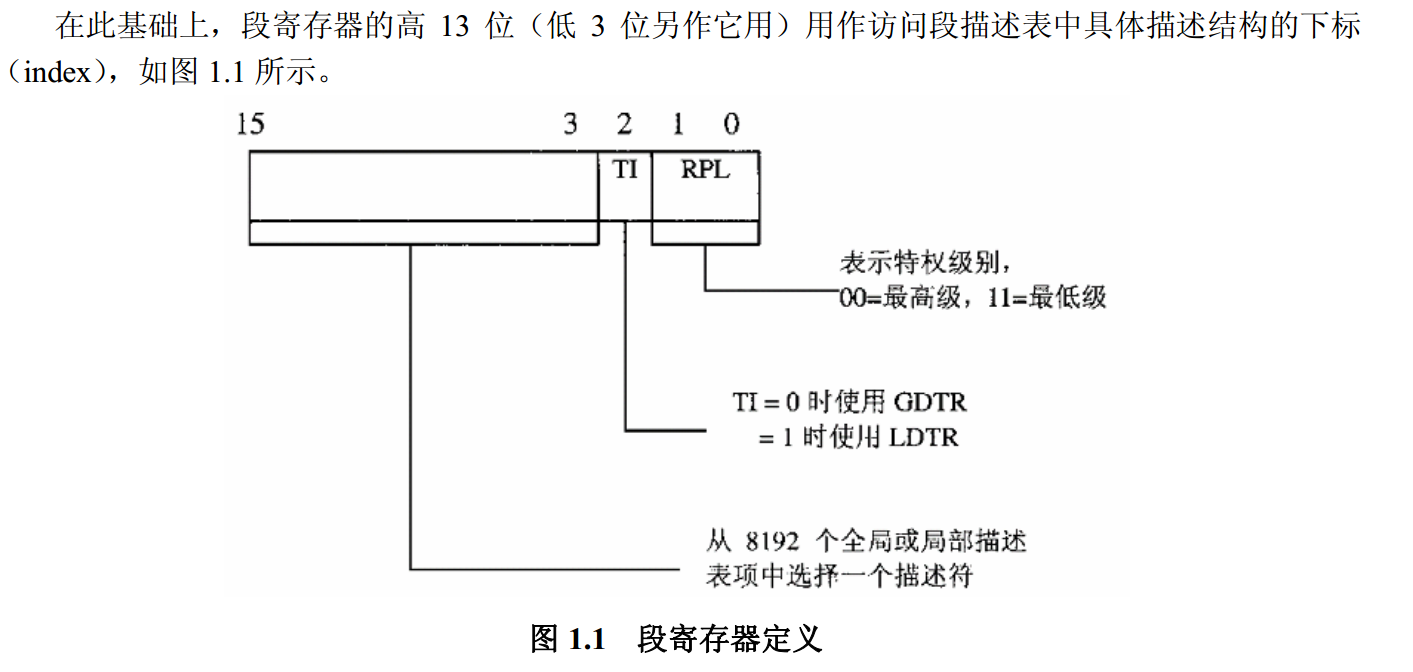 在此基础上，段寄存器的高 13 位（低 3 位另作它用）用作访问段描述表中具体描述结构的下标
（index），如图 1.1 所示。
15 3 2 1 0
TI RPL
表示特权级别，
00=最高级，11=最低级
TI = 0 时使用 GDTR
= 1 时使用 LDTR
从 8192 个全局或局部描述
表项中选择一个描述符
图 1.1 段寄存器定义